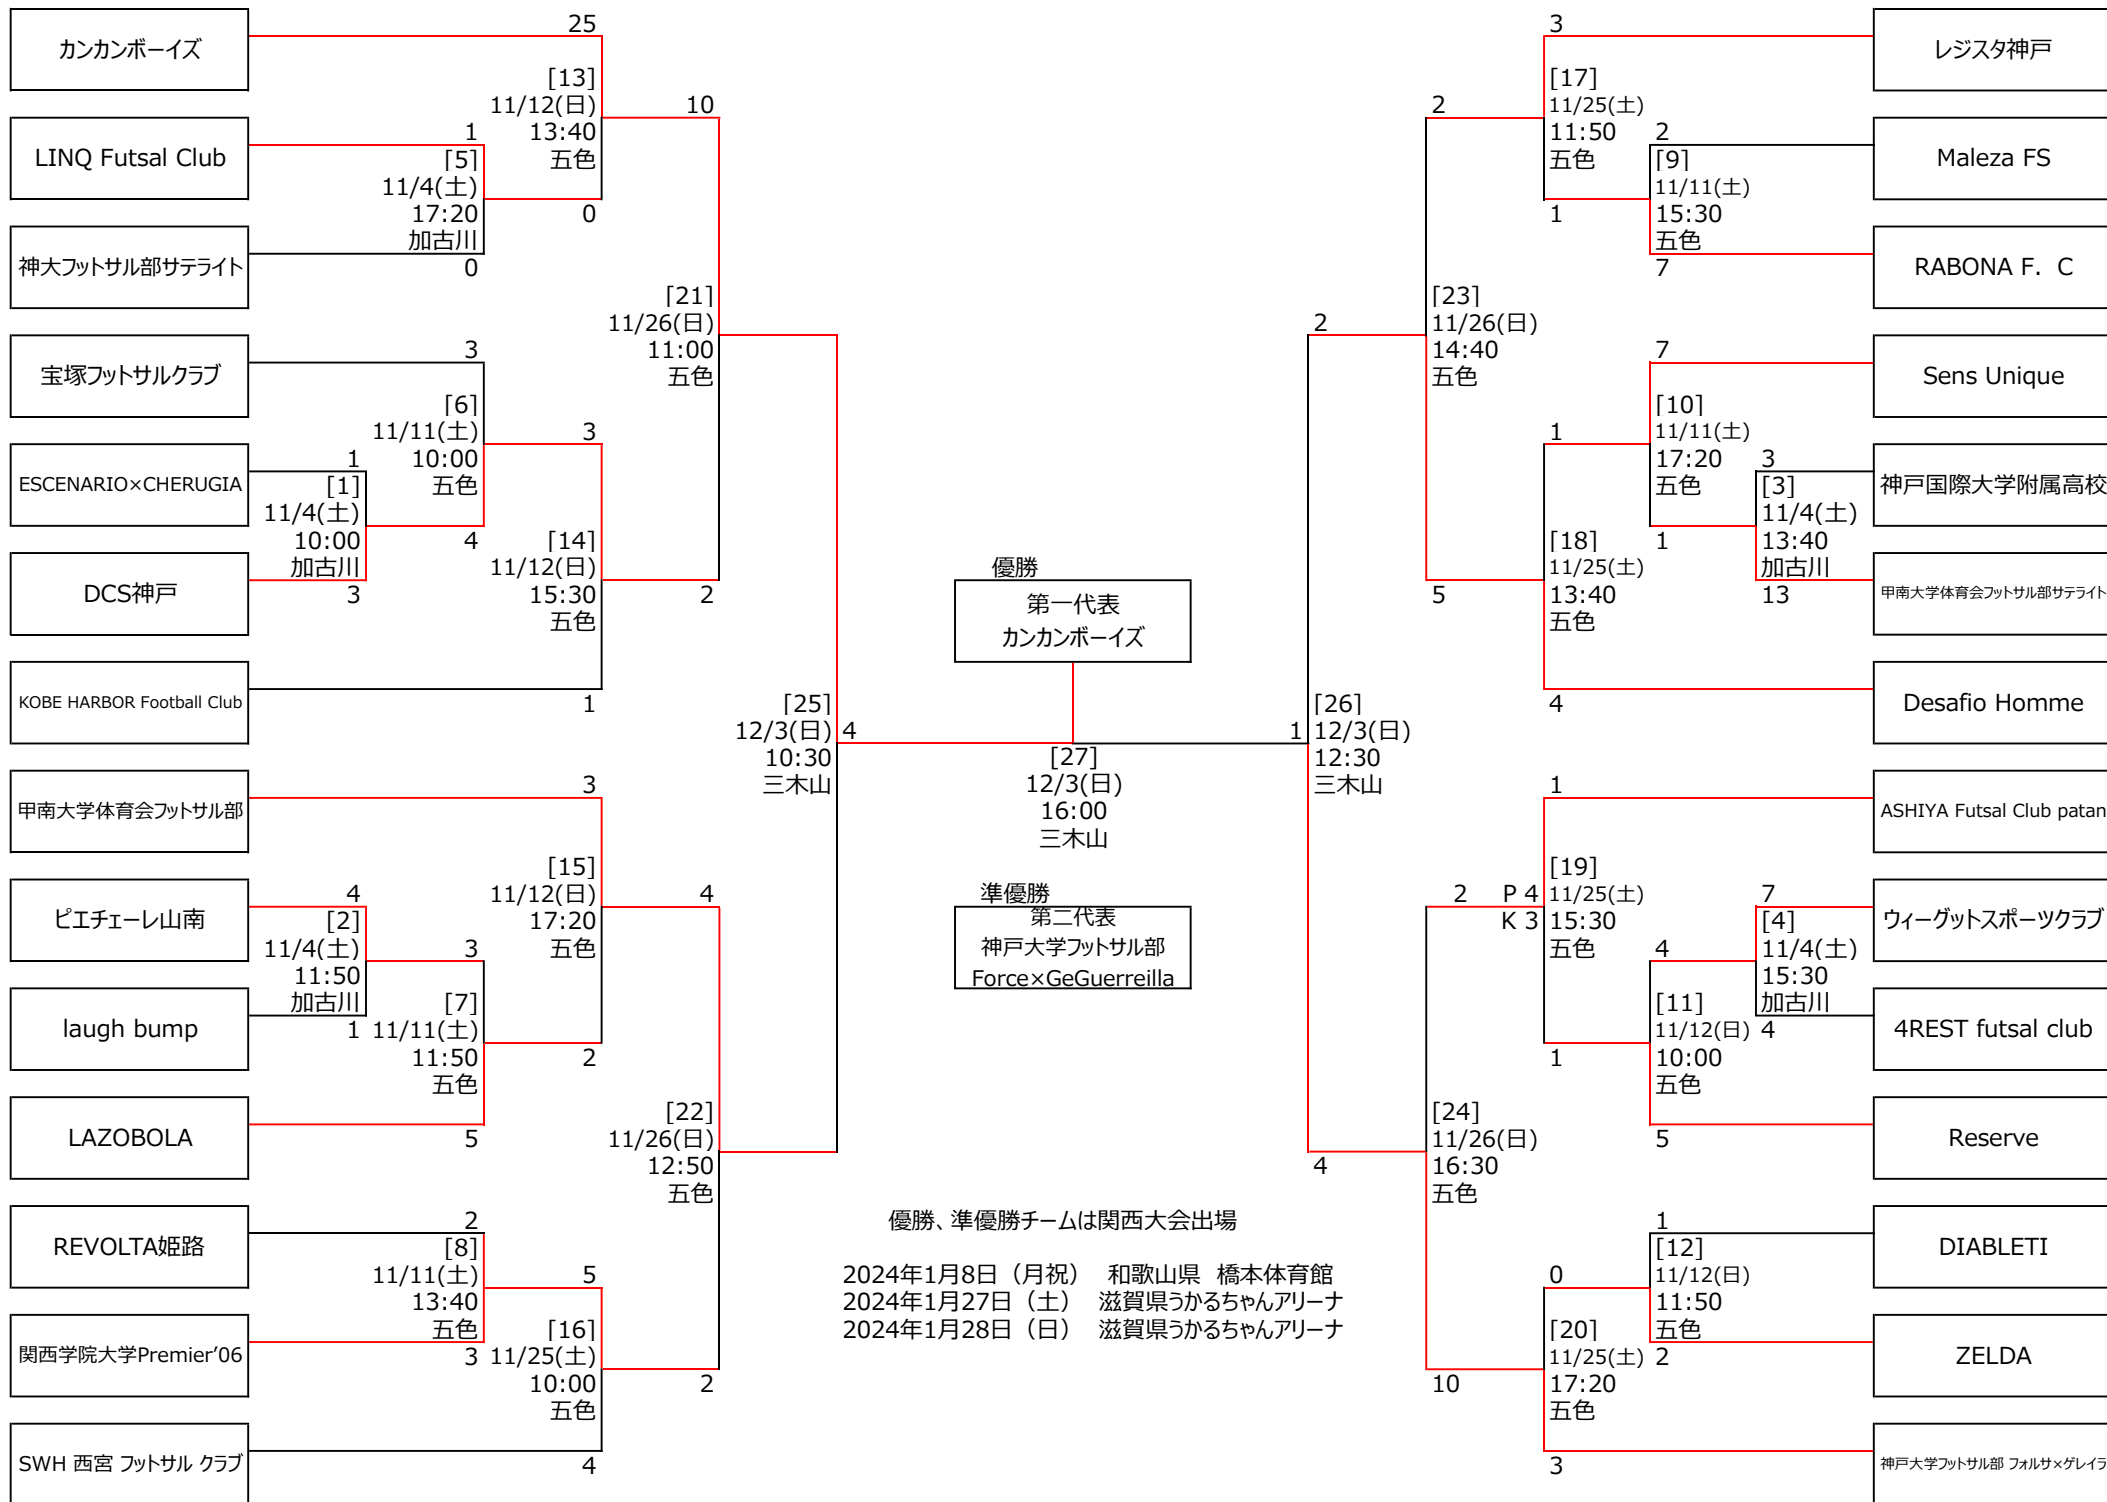 カンカンボーイズ
25
[13]
11/12(日)
13:40
五色
10
LINQ Futsal Club
1
[5]
11/4(土)
17:20
加古川
0
神大フットサル部サテライト
0
[21]
11/26(日)
11:00
五色
宝塚フットサルクラブ
3
[6]
11/11(土)
10:00
五色
3
ESCENARIO×CHERUGIA
1
[1]
11/4(土)
10:00
加古川
4
DCS神戸
3
[14]
11/12(日)
15:30
五色
2
KOBE HARBOR Football Club
1
[25]
12/3(日)
10:30
三木山
4
甲南大学体育会フットサル部
3
[15]
11/12(日)
17:20
五色
4
ピエチェーレ山南
4
[2]
11/4(土)
11:50
加古川
3
laugh bump
1
[7]
11/11(土)
11:50
五色
2
LAZOBOLA
5
[22]
11/26(日)
12:50
五色
REVOLTA姫路
2
[8]
11/11(土)
13:40
五色
5
関西学院大学Premier’06
3
[16]
11/25(土)
10:00
五色
2
SWH 西宮 フットサル クラブ
4
優勝
第一代表
カンカンボーイズ
[27]
12/3(日)
16:00
三木山
準優勝
第二代表
神戸大学フットサル部
Force×GeGuerreilla
優勝、準優勝チームは関西大会出場
2024年1月8日（月祝） 和歌山県 橋本体育館
2024年1月27日（土） 滋賀県うかるちゃんアリーナ
2024年1月28日（日） 滋賀県うかるちゃんアリーナ
3
レジスタ神戸
[17]
11/25(土)
11:50
五色
2
2
Maleza FS
[9]
11/11(土)
15:30
五色
1
7
RABONA F. C
2
[23]
11/26(日)
14:40
五色
7
Sens Unique
[10]
11/11(土)
17:20
五色
1
3
神戸国際大学附属高校
[3]
11/4(土)
13:40
加古川
1
13
甲南大学体育会フットサル部サテライト
[18]
11/25(土)
13:40
五色
5
4
Desafio Homme
1
[26]
12/3(日)
12:30
三木山
1
ASHIYA Futsal Club patan
[19]
11/25(土)
15:30
五色
2 P 4
K 3
7
ウィーグットスポーツクラブ
[4]
11/4(土)
15:30
加古川
4
4
4REST futsal club
[11]
11/12(日)
10:00
五色
1
5
Reserve
4
[24]
11/26(日)
16:30
五色
1
DIABLETI
[12]
11/12(日)
11:50
五色
0
2
ZELDA
[20]
11/25(土)
17:20
五色
10
3
神戸大学フットサル部 フォルサ×ゲレイラ